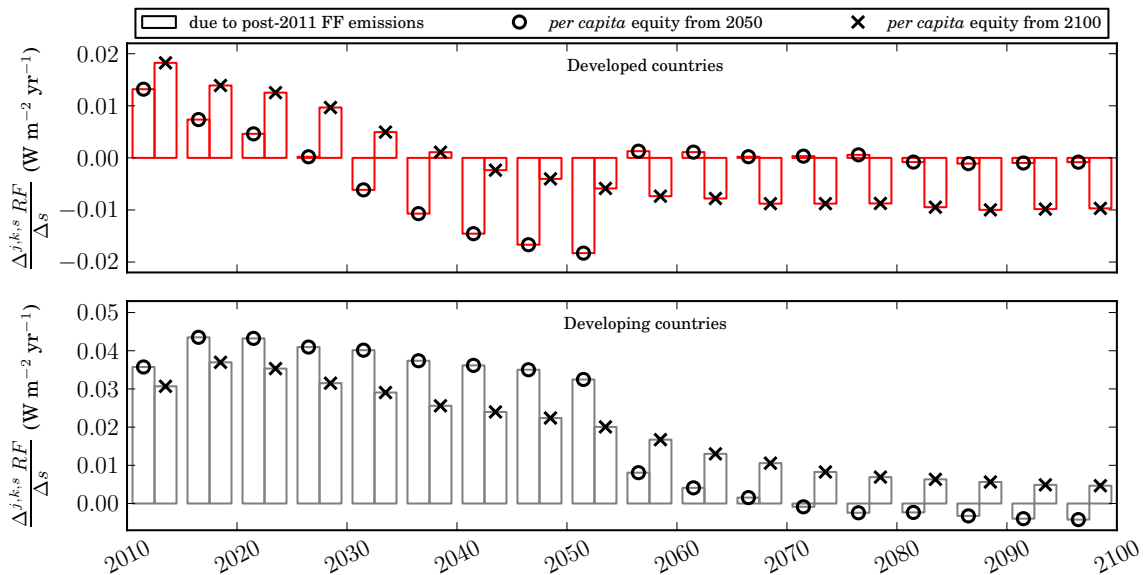 due to post-2011 FF emissions
per capita equity from 2050
per capita equity from 2100
Developed countries
0.02
0.01
0.00
−0.01
−0.02
Δ^{j,k,s} RF / Δs (W m⁻² yr⁻¹)
Developing countries
0.05
0.04
0.03
0.02
0.01
0.00
Δ^{j,k,s} RF / Δs (W m⁻² yr⁻¹)
2010 2020 2030 2040 2050 2060 2070 2080 2090 2100